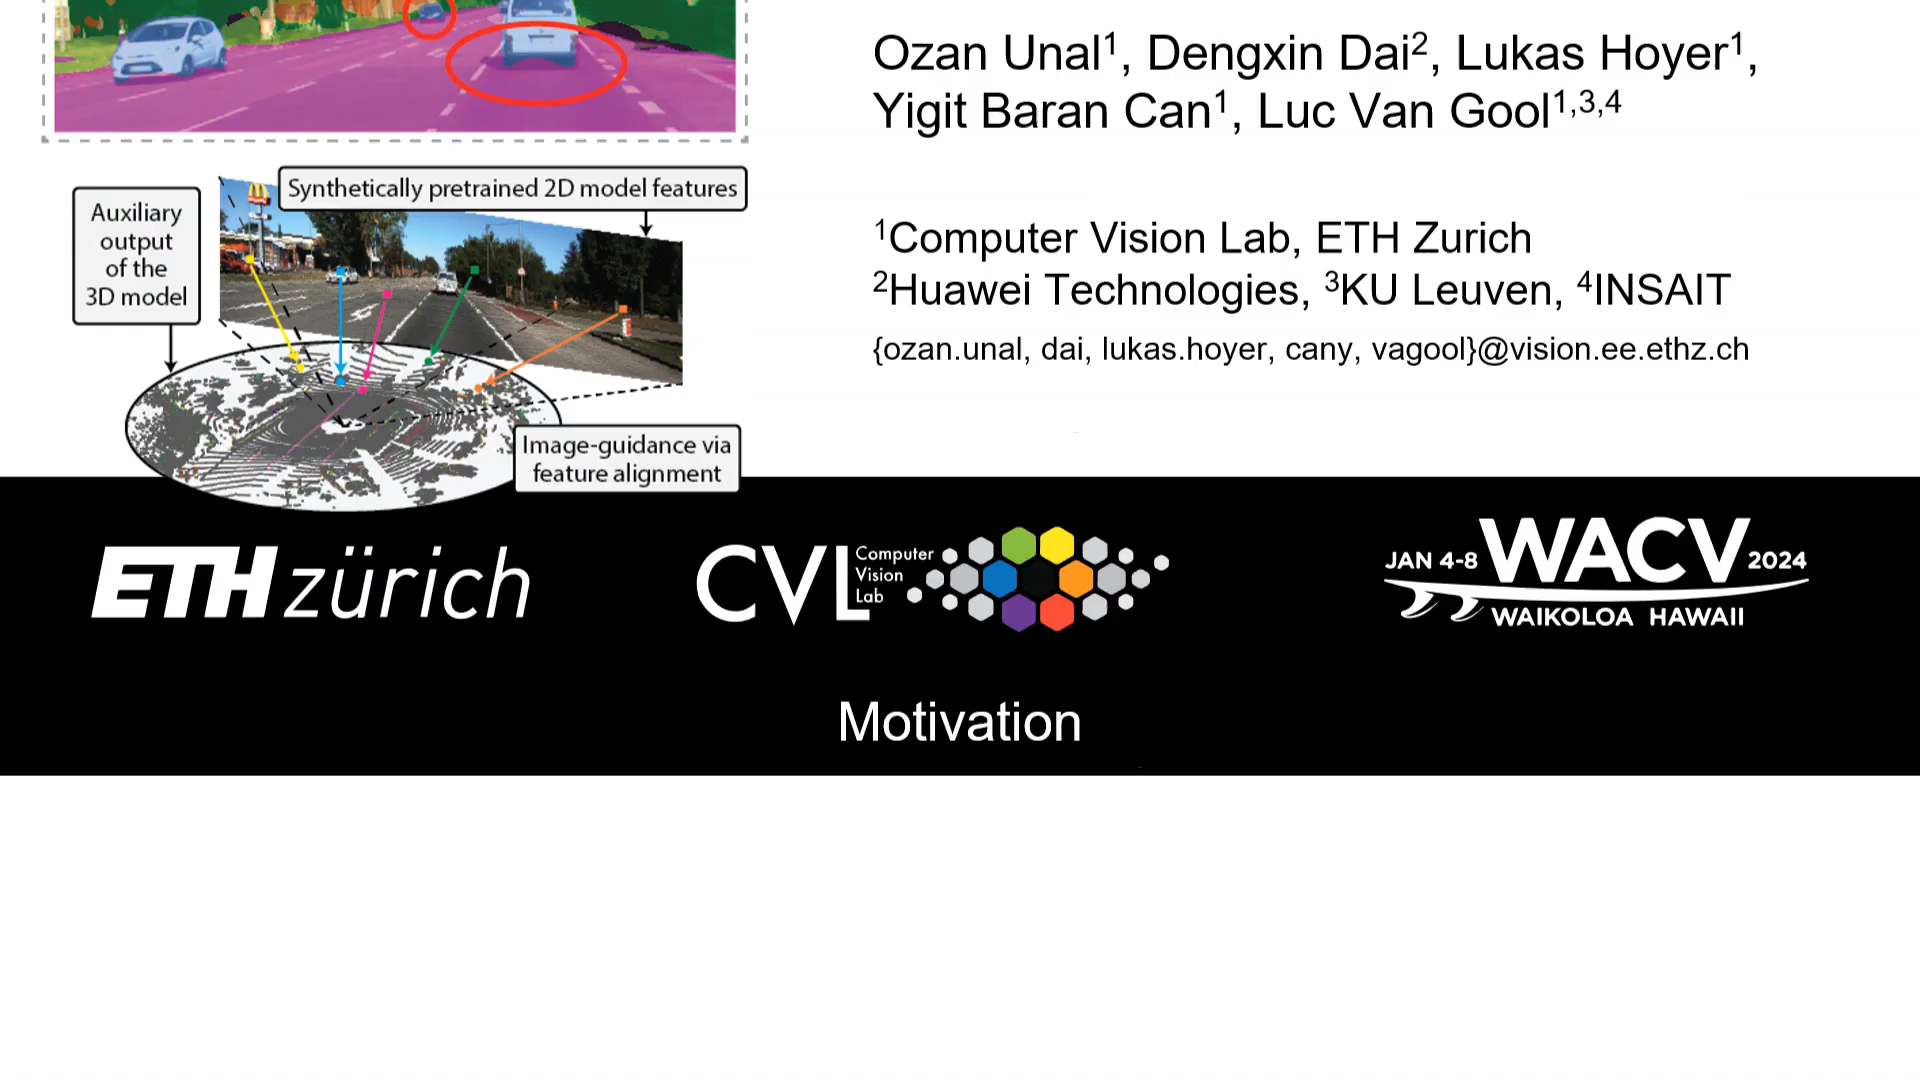 Ozan Unal¹, Dengxin Dai², Lukas Hoyer¹,
Yigit Baran Can¹, Luc Van Gool¹,³,⁴
Synthetically pretrained 2D model features
Auxiliary
output
of the
3D model
¹Computer Vision Lab, ETH Zurich
²Huawei Technologies, ³KU Leuven, ⁴INSAIT
{ozan.unal, dai, lukas.hoyer, cany, vagool}@vision.ee.ethz.ch
Image-guidance via
feature alignment
ETH zürich
CVL
Computer
Vision
Lab
JAN 4-8 WACV 2024
WAIKOLOA HAWAII
Motivation